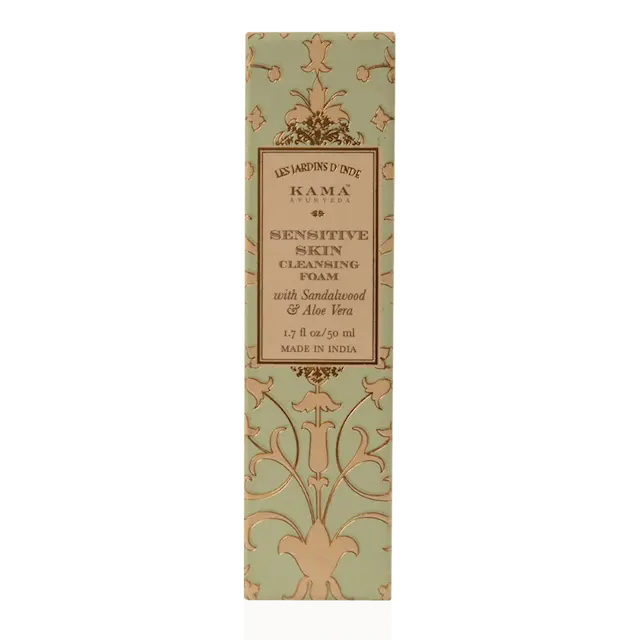 LES JARDINS D'INDE
KAMA™
AYURVEDA
SENSITIVE
SKIN
CLEANSING
FOAM
with Sandalwood
& Aloe Vera
1.7 fl oz/50 ml
MADE IN INDIA